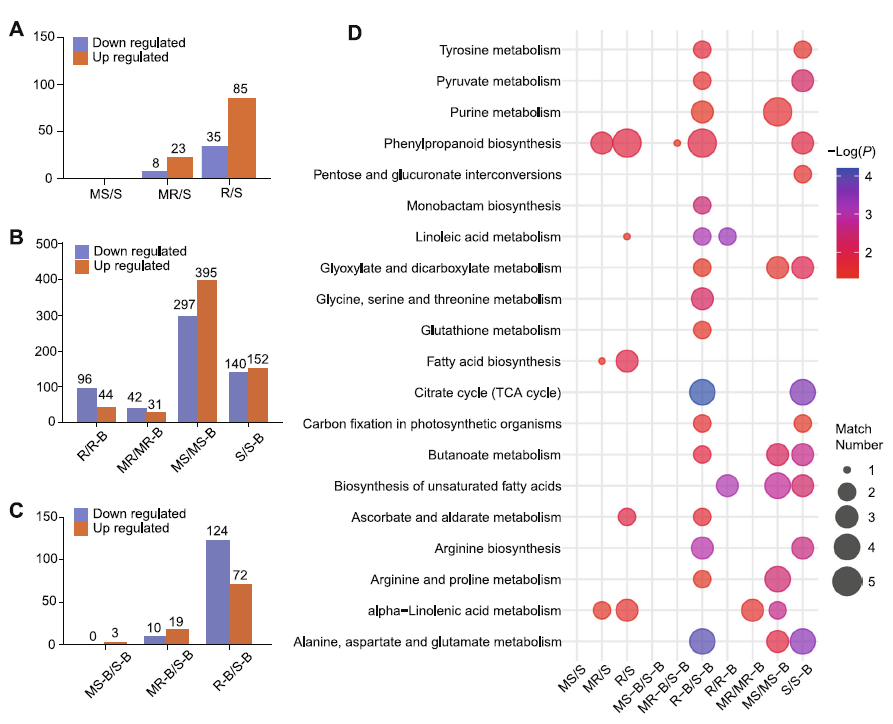 A
150
100
50
0
Down regulated
Up regulated
8
23
35
85
MS/S
MR/S
R/S
B
500
400
300
200
100
0
Down regulated
Up regulated
96
44
42
31
297
395
140
152
R/R-B
MR/MR-B
MS/MS-B
S/S-B
C
150
100
50
0
Down regulated
Up regulated
0
3
10
19
124
72
MS-B/S-B
MR-B/S-B
R-B/S-B
D
Tyrosine metabolism
Pyruvate metabolism
Purine metabolism
Phenylpropanoid biosynthesis
Pentose and glucuronate interconversions
Monobactam biosynthesis
Linoleic acid metabolism
Glyoxylate and dicarboxylate metabolism
Glycine, serine and threonine metabolism
Glutathione metabolism
Fatty acid biosynthesis
Citrate cycle (TCA cycle)
Carbon fixation in photosynthetic organisms
Butanoate metabolism
Biosynthesis of unsaturated fatty acids
Ascorbate and aldarate metabolism
Arginine biosynthesis
Arginine and proline metabolism
alpha−Linolenic acid metabolism
Alanine, aspartate and glutamate metabolism
MS/S
MR/S
R/S
MS−B/S−B
MR−B/S−B
R−B/S−B
R/R−B
MR/MR−B
MS/MS−B
S/S−B
−Log(P)
4
3
2
Match
Number
1
2
3
4
5